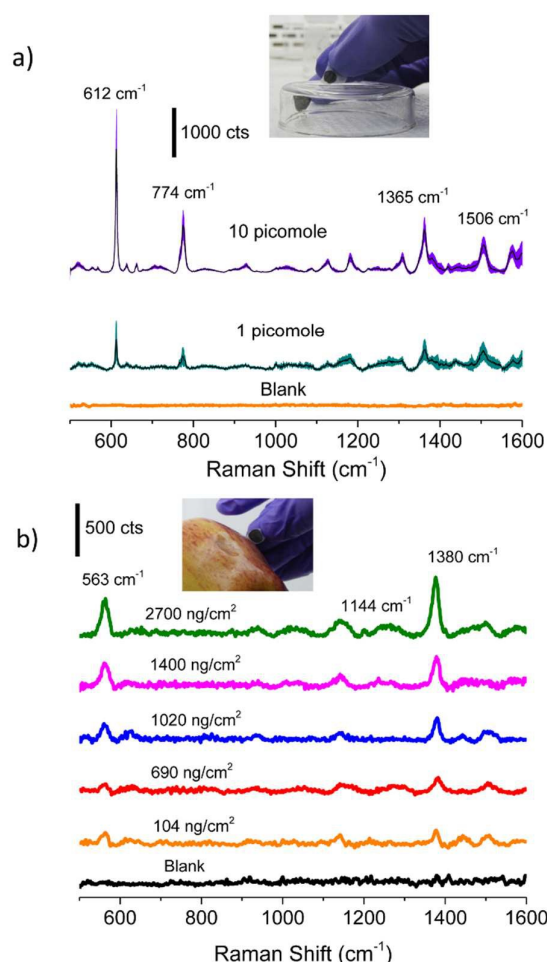 a)
612 cm⁻¹
1000 cts
774 cm⁻¹
1365 cm⁻¹
1506 cm⁻¹
10 picomole
1 picomole
Blank
600 800 1000 1200 1400 1600
Raman Shift (cm⁻¹)
b)
500 cts
563 cm⁻¹
1380 cm⁻¹
1144 cm⁻¹
2700 ng/cm²
1400 ng/cm²
1020 ng/cm²
690 ng/cm²
104 ng/cm²
Blank
600 800 1000 1200 1400 1600
Raman Shift (cm⁻¹)